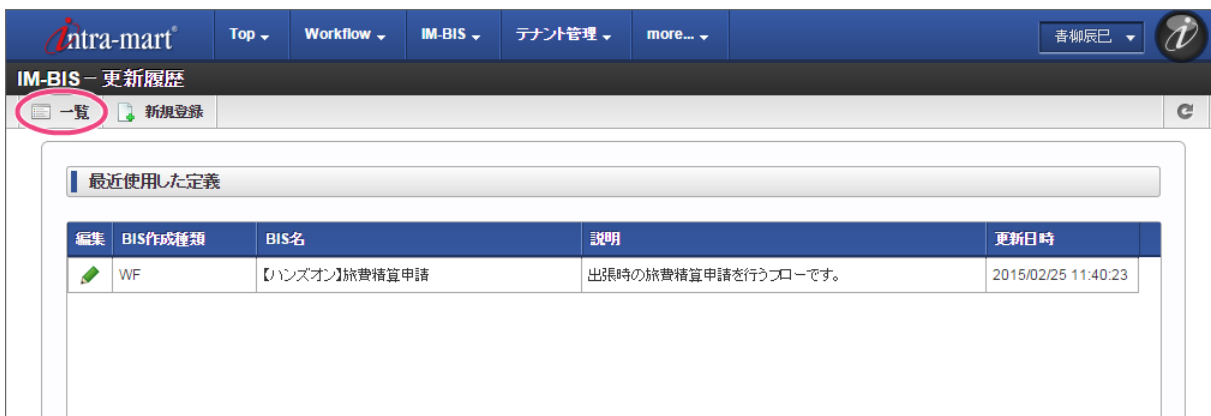 intra-mart Top Workflow IM-BIS テナント管理 more... 青柳辰巳
IM-BIS－更新履歴
一覧 新規登録
最近使用した定義
編集 BIS作成種類 BIS名 説明 更新日時
WF 【ハンズオン】旅費精算申請 出張時の旅費精算申請を行うフローです。 2015/02/25 11:40:23